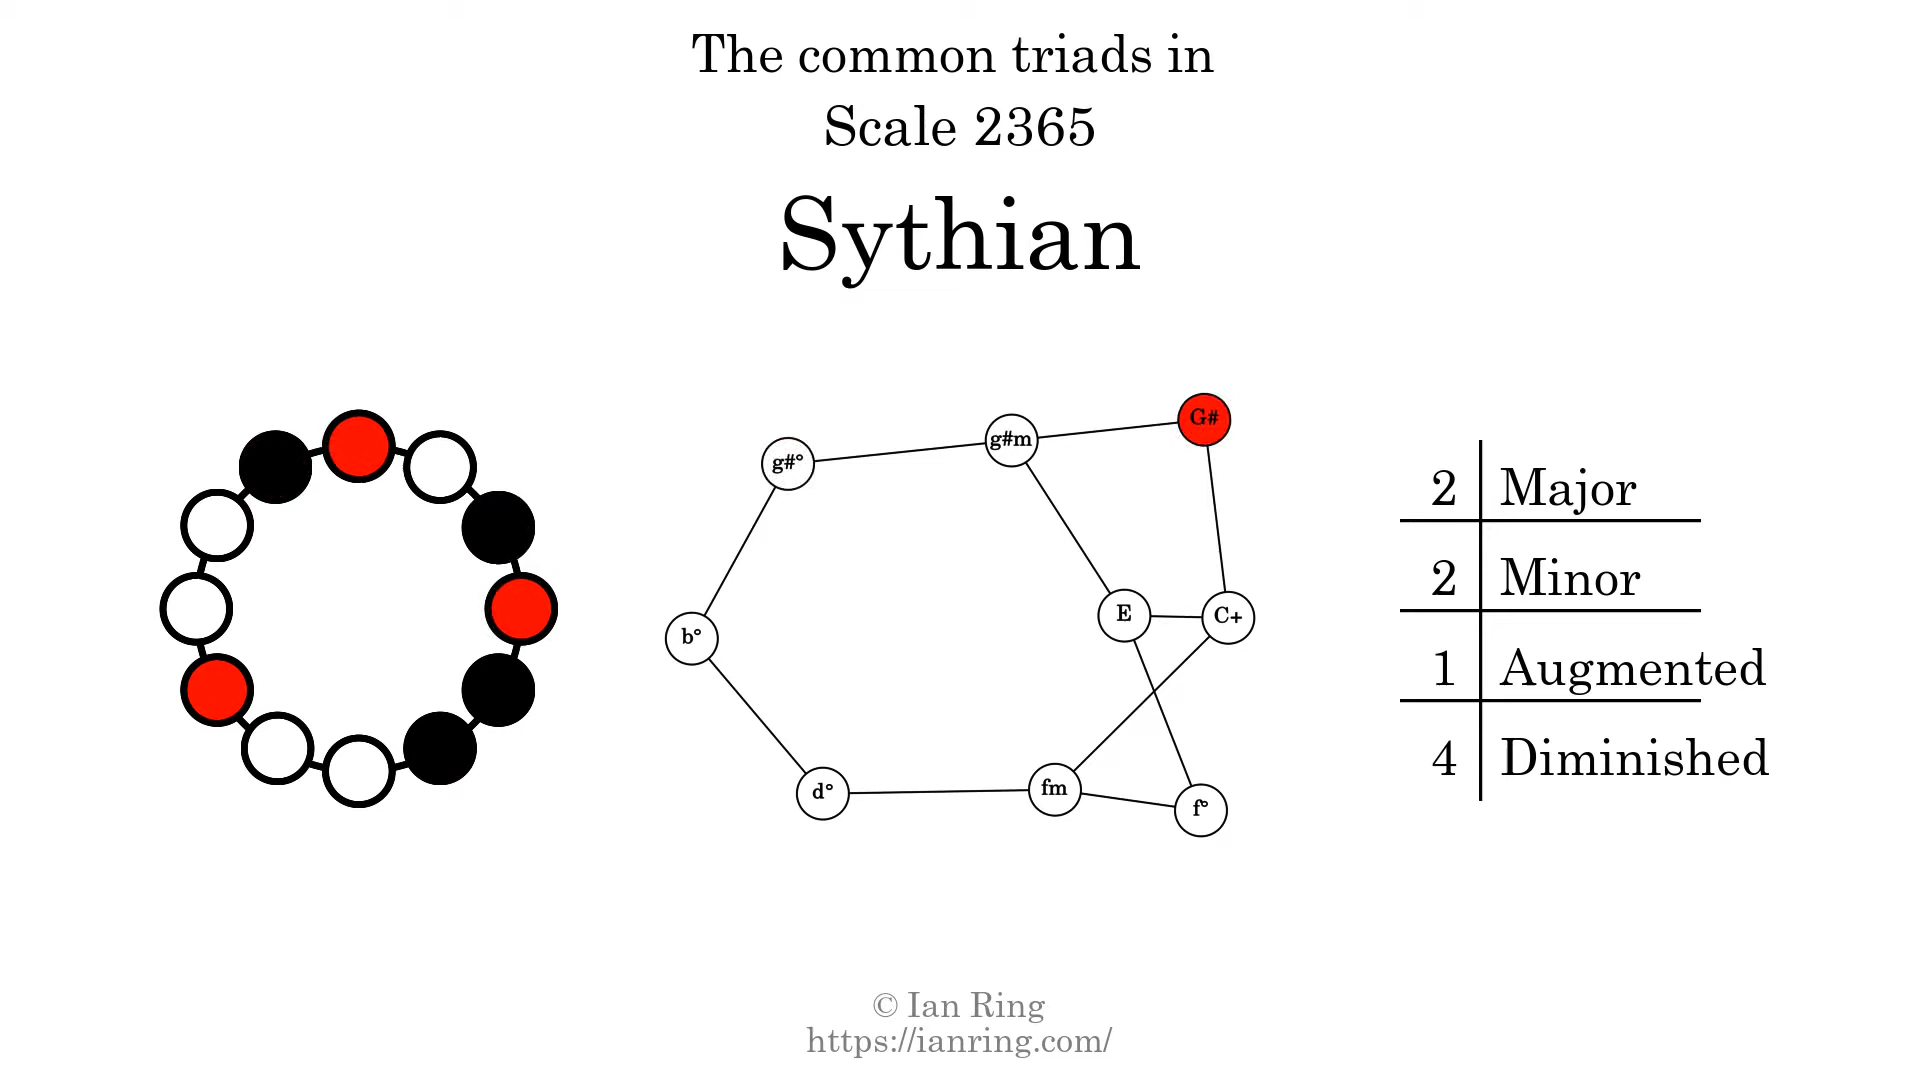 The common triads in
Scale 2365
Sythian
G#
g#m
g#°
E
C+
b°
d°
fm
f°
2 Major
2 Minor
1 Augmented
4 Diminished
© Ian Ring
https://ianring.com/